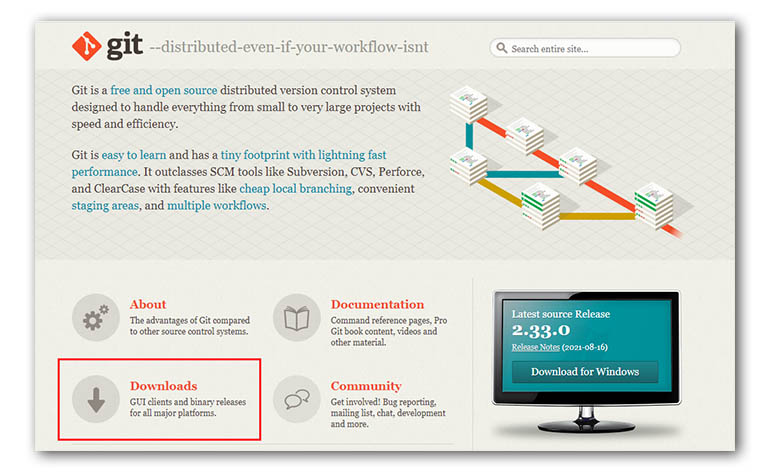 git --distributed-even-if-your-workflow-isnt
Search entire site...
Git is a free and open source distributed version control system
designed to handle everything from small to very large projects with
speed and efficiency.
Git is easy to learn and has a tiny footprint with lightning fast
performance. It outclasses SCM tools like Subversion, CVS, Perforce,
and ClearCase with features like cheap local branching, convenient
staging areas, and multiple workflows.
About
The advantages of Git compared
to other source control systems.
Documentation
Command reference pages, Pro
Git book content, videos and
other material.
Downloads
GUI clients and binary releases
for all major platforms.
Community
Get involved! Bug reporting,
mailing list, chat, development
and more.
Latest source Release
2.33.0
Release Notes (2021-08-16)
Download for Windows